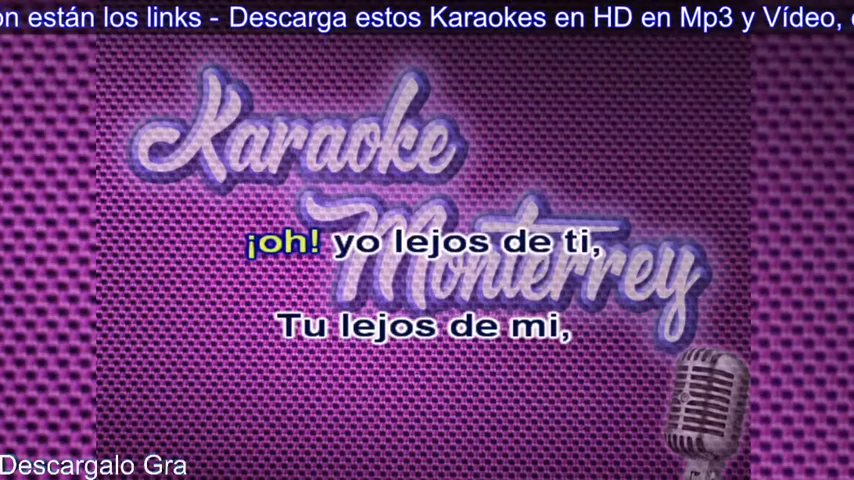 on están los links - Descarga estos Karaokes en HD en Mp3 y Vídeo,
Karaoke
Monterrey
¡oh! yo lejos de ti,
Tu lejos de mi,
Descargalo Gra